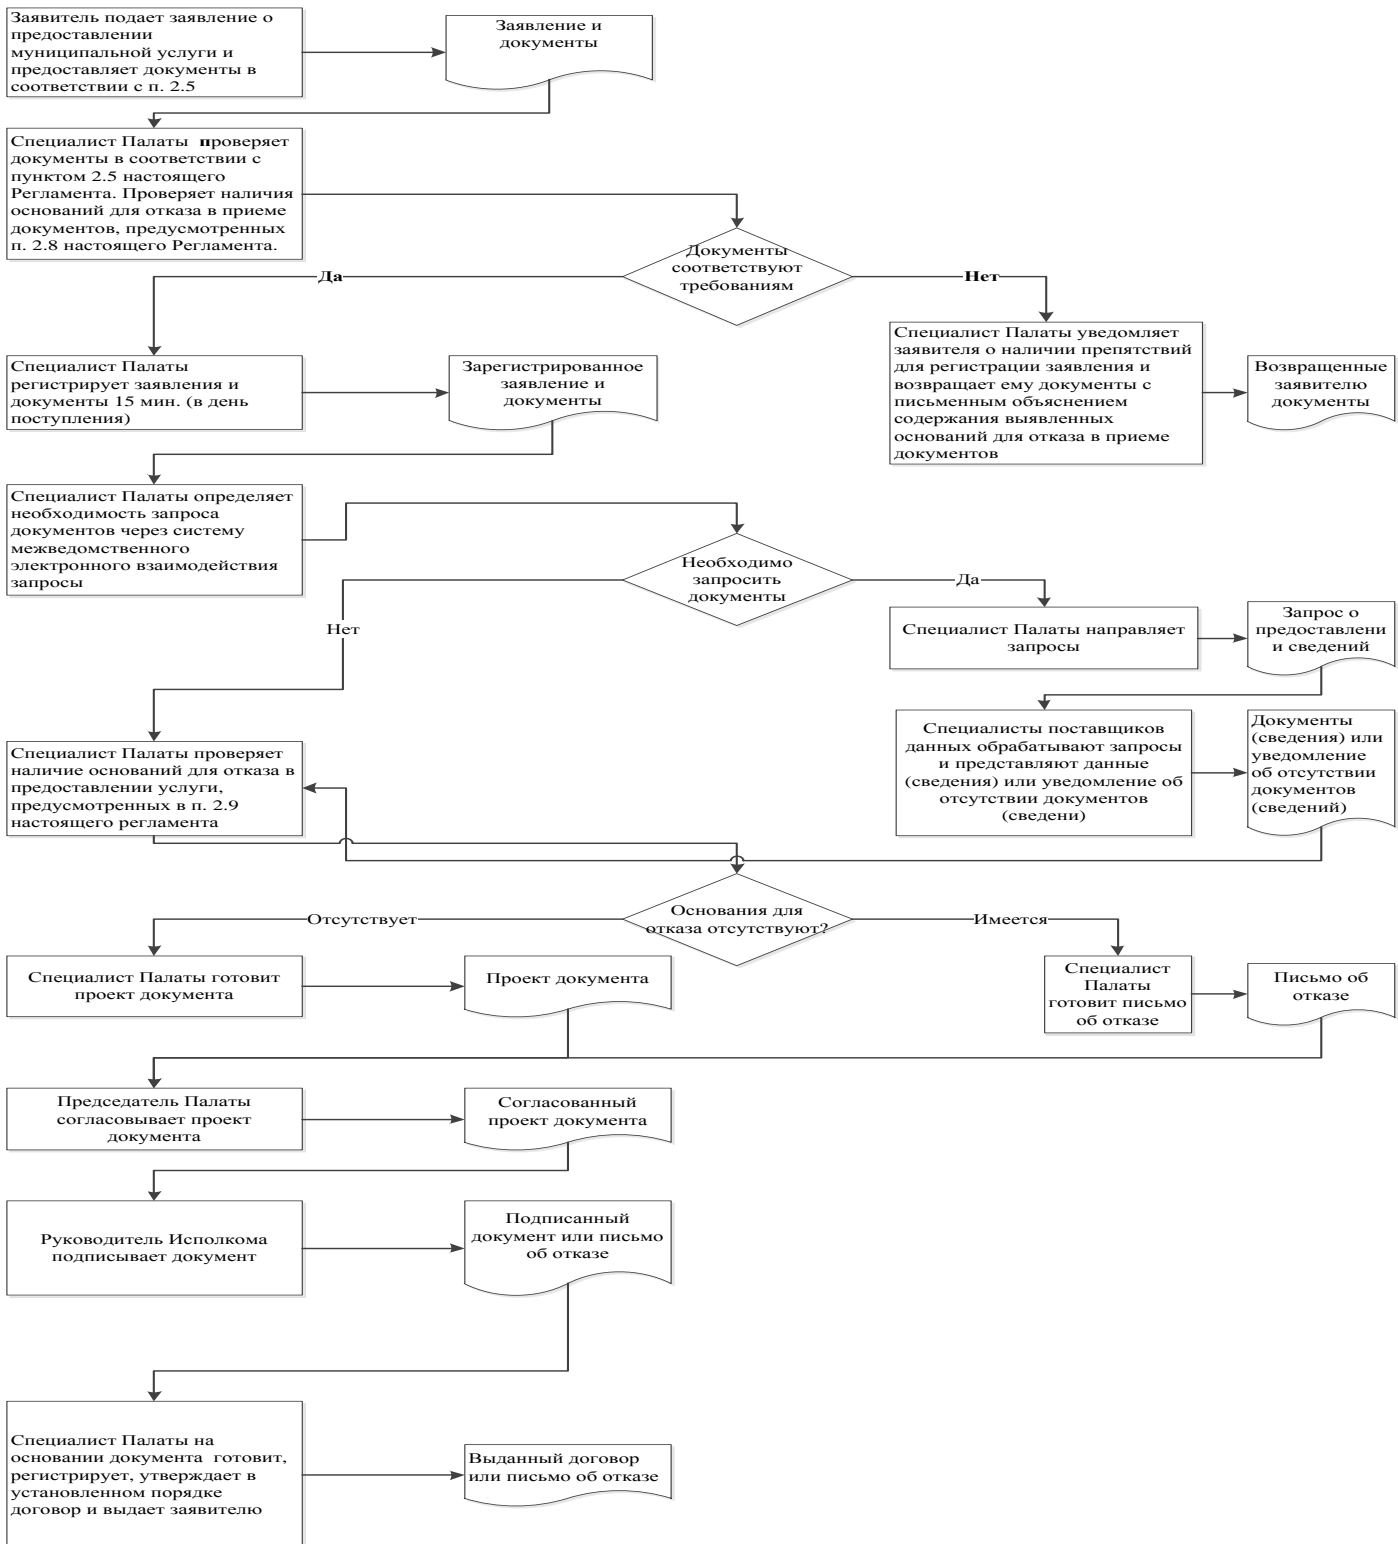 Заявитель подает заявление о
предоставлении
муниципальной услуги и
предоставляет документы в
соответствии с п. 2.5
Заявление и
документы
Специалист Палаты проверяет
документы в соответствии с
пунктом 2.5 настоящего
Регламента. Проверяет наличия
оснований для отказа в приеме
документов, предусмотренных
п. 2.8 настоящего Регламента.
Документы
соответствуют
требованиям
Да
Нет
Специалист Палаты
регистрирует заявления и
документы 15 мин. (в день
поступления)
Зарегистрированное
заявление и
документы
Специалист Палаты уведомляет
заявителя о наличии препятствий
для регистрации заявления и
возвращает ему документы с
письменным объяснением
содержания выявленных
оснований для отказа в приеме
документов
Возвращенные
заявителю
документы
Специалист Палаты определяет
необходимость запроса
документов через систему
межведомственного
электронного взаимодействия
запросы
Необходимо
запросить
документы
Да
Нет
Специалист Палаты направляет
запросы
Запрос о
предоставлени
и сведений
Специалисты поставщиков
данных обрабатывают запросы
и представляют данные
(сведения) или уведомление об
отсутствии документов
(сведени)
Документы
(сведения) или
уведомление
об отсутствии
документов
(сведений)
Специалист Палаты проверяет
наличие оснований для отказа в
предоставлении услуги,
предусмотренных в п. 2.9
настоящего регламента
Основания для
отказа отсутствуют?
Отсутствует
Имеется
Специалист Палаты готовит
проект документа
Проект документа
Специалист
Палаты
готовит письмо
об отказе
Письмо об
отказе
Председатель Палаты
согласовывает проект
документа
Согласованный
проект документа
Руководитель Исполкома
подписывает документ
Подписанный
документ или письмо
об отказе
Специалист Палаты на
основании документа готовит,
регистрирует, утверждает в
установленном порядке
договор и выдает заявителю
Выданный договор
или письмо об отказе